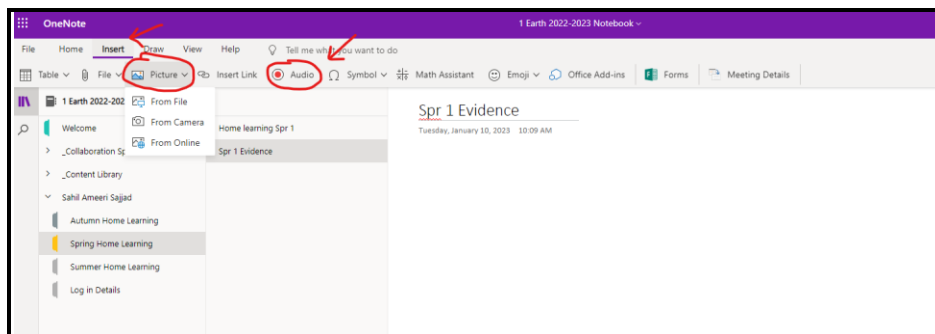 OneNote
1 Earth 2022-2023 Notebook
File Home Insert Draw View Help Tell me what you want to do
Table File Picture Insert Link Audio Symbol Math Assistant Emoji Office Add-ins Forms Meeting Details
1 Earth 2022-202
From File
From Camera
From Online
Welcome
_Collaboration Sp
_Content Library
Sahil Ameeri Sajjad
Autumn Home Learning
Spring Home Learning
Summer Home Learning
Log in Details
Home learning Spr 1
Spr 1 Evidence
Spr 1 Evidence
Tuesday, January 10, 2023 10:09 AM